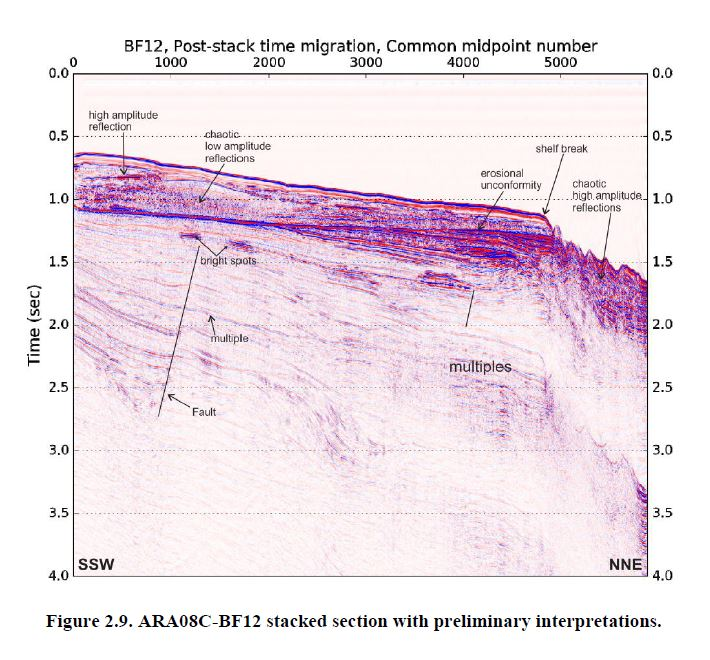 BF12, Post-stack time migration, Common midpoint number
0 1000 2000 3000 4000 5000
0.0 0.0
high amplitude
reflection
chaotic
low amplitude
reflections
0.5 0.5
shelf break
erosional
unconformity
chaotic
high amplitude
reflections
1.0 1.0
bright spots
1.5 1.5
Time (sec)
multiple
2.0 2.0
multiples
Fault
2.5 2.5
3.0 3.0
3.5 3.5
SSW NNE
4.0 4.0
Figure 2.9. ARA08C-BF12 stacked section with preliminary interpretations.